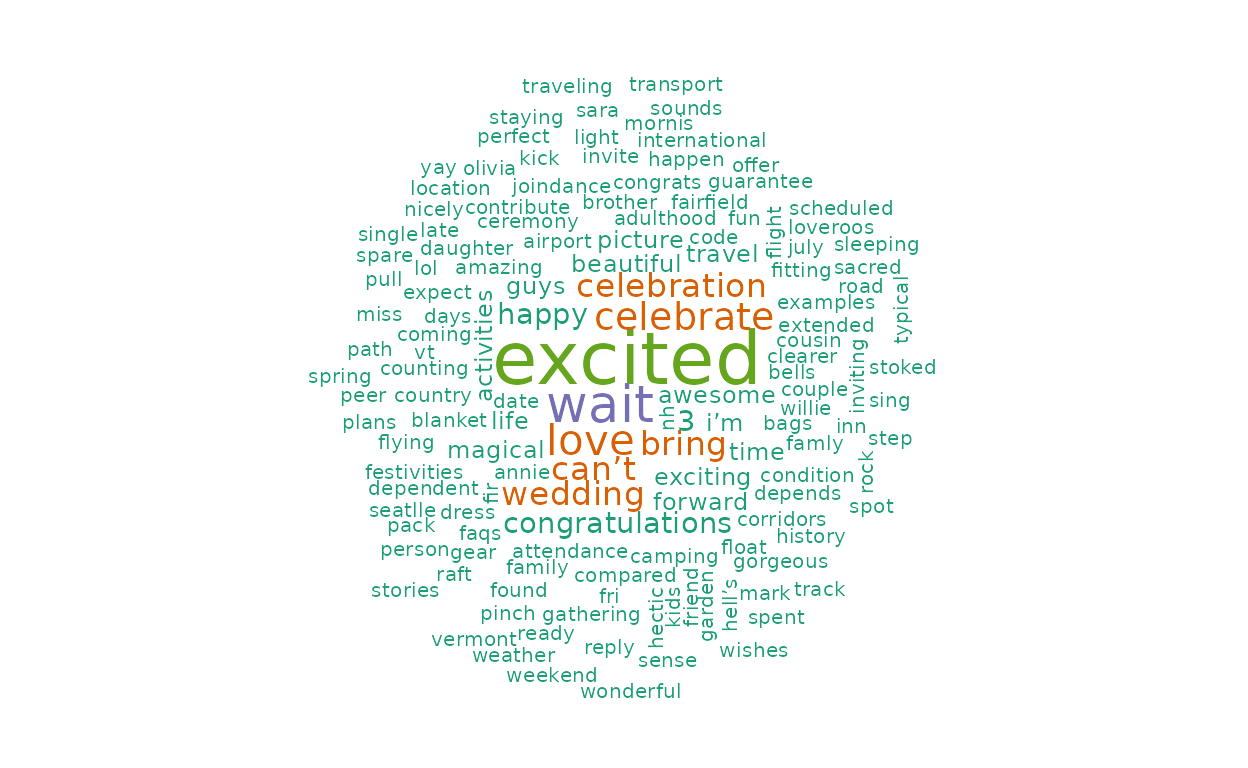 traveling transport
sara sounds
staying mornis
perfect light international
kick invite happen offer
yay olivia
location joindance congrats guarantee
nicely contribute brother fairfield scheduled
ceremony adulthood fun flight loveroos
single late airport picture code july sleeping
spare daughter beautiful travel
lol amazing fitting sacred
pull guys celebration road
expect examples typical
miss days happy celebrate extended
coming activities cousin
path vt excited clearer
spring counting bells inviting stoked
peer country date wait awesome couple sing
plans blanket life nh 3 i’m willie bags inn
flying magical love bring time famly step
festivities annie can’t exciting condition rock
dependent fir wedding forward depends spot
seatlle dress congratulations corridors
pack faqs history
person gear attendance camping float gorgeous
raft family compared
stories found fri hectic kids friend garden hell’s mark track
pinch gathering spent
vermont ready
weather reply sense wishes
weekend
wonderful